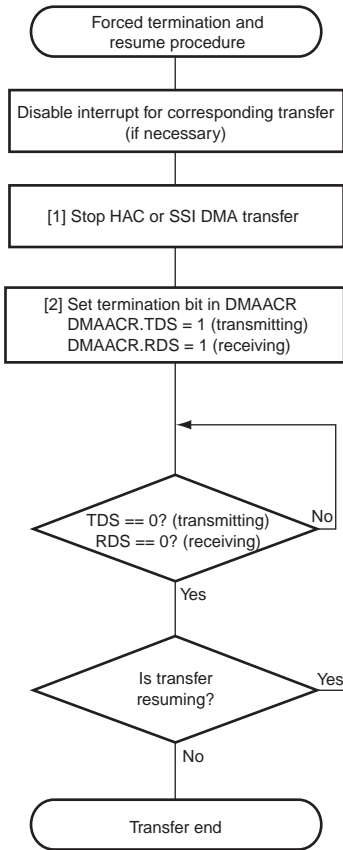 Forced termination and
resume procedure
Disable interrupt for corresponding transfer
(if necessary)
[1] Stop HAC or SSI DMA transfer
[2] Set termination bit in DMAACR
DMAACR.TDS = 1 (transmitting)
DMAACR.RDS = 1 (receiving)
TDS == 0? (transmitting)
RDS == 0? (receiving)
No
Yes
Is transfer
resuming?
Yes
No
Transfer end